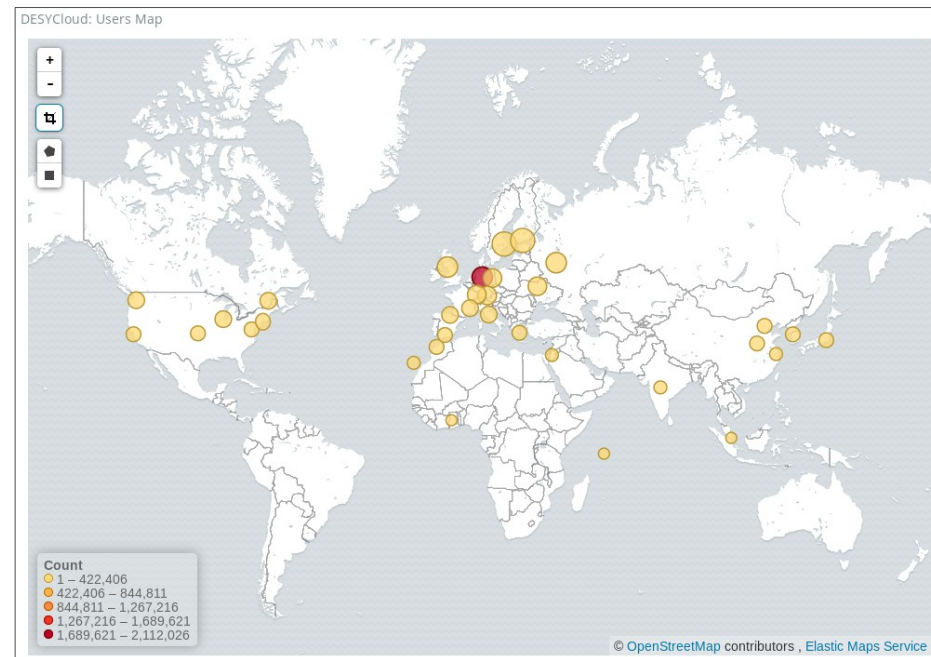 DESYCloud: Users Map
+
-
Count
1 – 422,406
422,406 – 844,811
844,811 – 1,267,216
1,267,216 – 1,689,621
1,689,621 – 2,112,026
© OpenStreetMap contributors , Elastic Maps Service